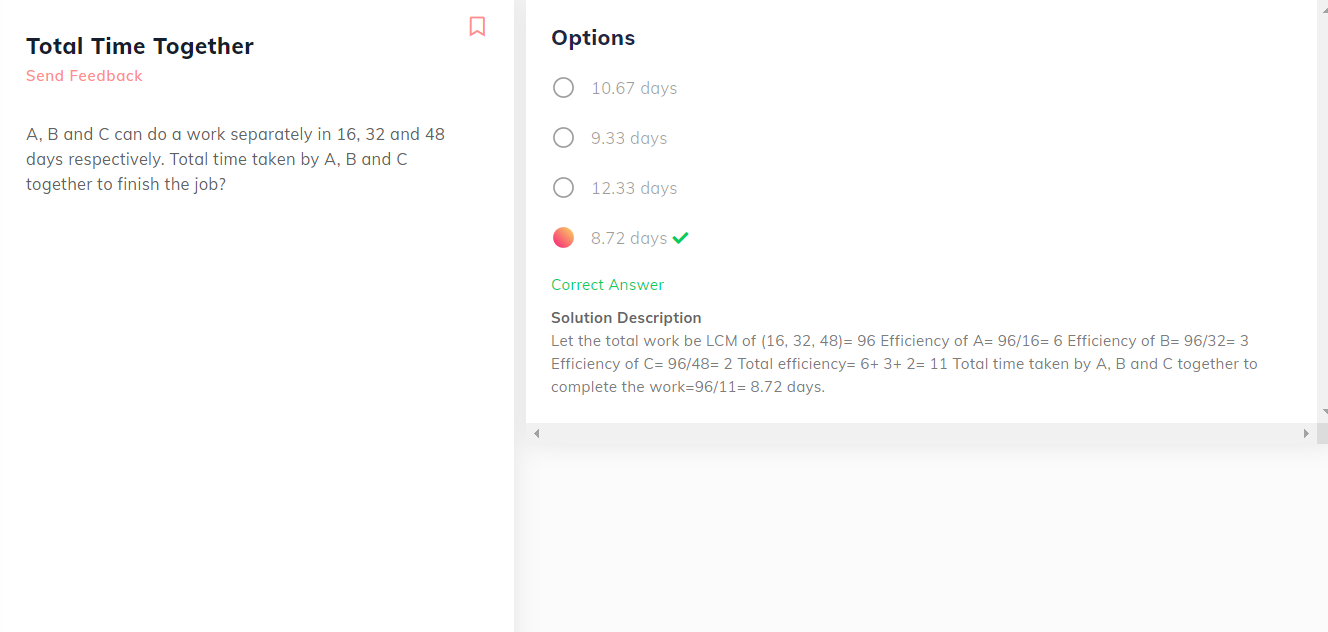 Total Time Together
Send Feedback
A, B and C can do a work separately in 16, 32 and 48
days respectively. Total time taken by A, B and C
together to finish the job?
Options
10.67 days
9.33 days
12.33 days
8.72 days
Correct Answer
Solution Description
Let the total work be LCM of (16, 32, 48)= 96 Efficiency of A= 96/16= 6 Efficiency of B= 96/32= 3
Efficiency of C= 96/48= 2 Total efficiency= 6+ 3+ 2= 11 Total time taken by A, B and C together to
complete the work=96/11= 8.72 days.